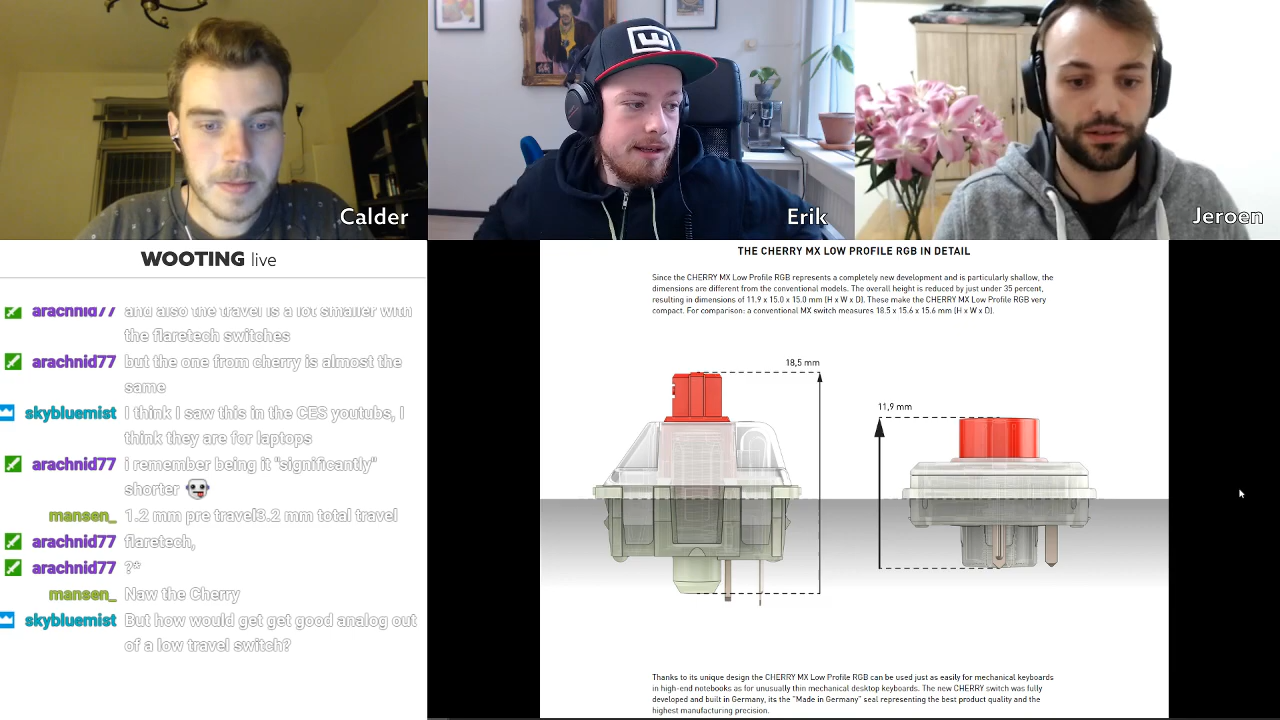 Calder
Erik
Jeroen
WOOTING live
arachnid77 and also the travel is a lot smaller with
the flaretech switches
arachnid77 but the one from cherry is almost the
same
skybluemist I think I saw this in the CES youtubs, I
think they are for laptops
arachnid77 i remember being it "significantly"
shorter
mansen_ 1.2 mm pre travel3.2 mm total travel
arachnid77 flaretech,
arachnid77 ?*
mansen_ Naw the Cherry
skybluemist But how would get get good analog out
of a low travel switch?
THE CHERRY MX LOW PROFILE RGB IN DETAIL
Since the CHERRY MX Low Profile RGB represents a completely new development and is particularly shallow, the
dimensions are different from the conventional models. The overall height is reduced by just under 35 percent,
resulting in dimensions of 11.9 x 15.0 x 15.0 mm (H x W x D). These make the CHERRY MX Low Profile RGB very
compact. For comparison: a conventional MX switch measures 18.5 x 15.6 x 15.6 mm (H x W x D).
18,5 mm
11,9 mm
Thanks to its unique design the CHERRY MX Low Profile RGB can be used just as easily for mechanical keyboards
in high-end notebooks as for unusually thin mechanical desktop keyboards. The new CHERRY switch was fully
developed and built in Germany, its the "Made in Germany" seal representing the best product quality and the
highest manufacturing precision.